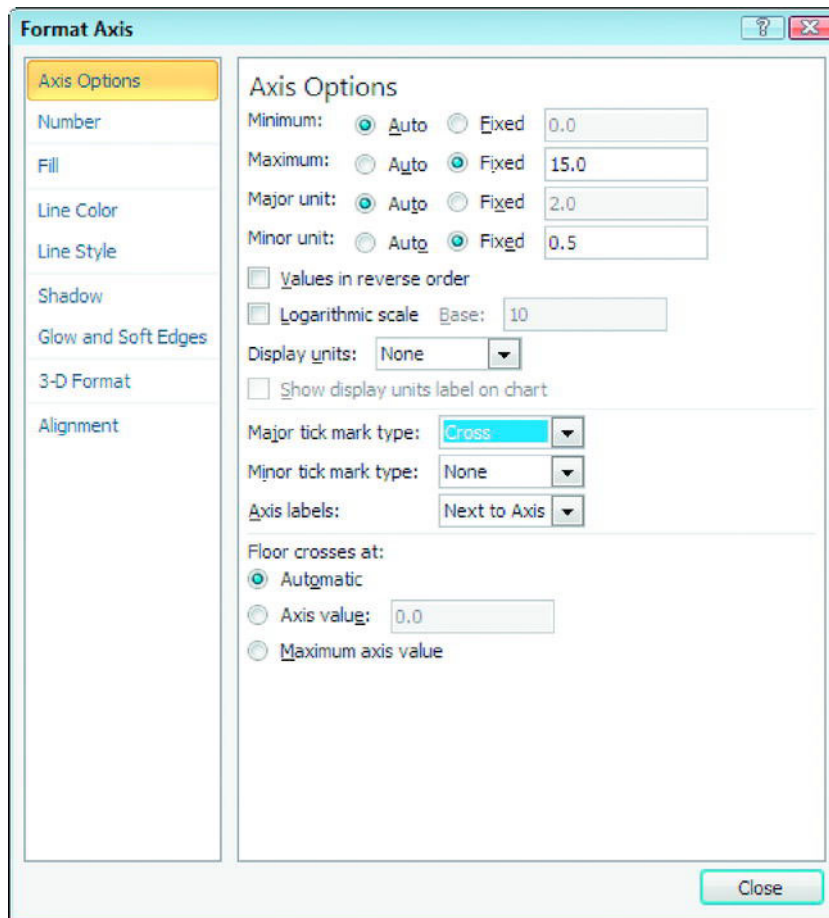 Format Axis
Axis Options
Number
Fill
Line Color
Line Style
Shadow
Glow and Soft Edges
3-D Format
Alignment
Axis Options
Minimum: Auto Fixed 0.0
Maximum: Auto Fixed 15.0
Major unit: Auto Fixed 2.0
Minor unit: Auto Fixed 0.5
Values in reverse order
Logarithmic scale Base: 10
Display units: None
Show display units label on chart
Major tick mark type: Cross
Minor tick mark type: None
Axis labels: Next to Axis
Floor crosses at:
Automatic
Axis value: 0.0
Maximum axis value
Close